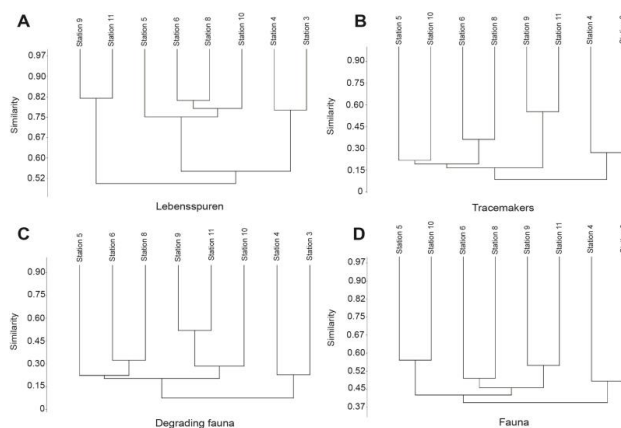 A
Station 9
Station 11
Station 5
Station 6
Station 8
Station 10
Station 4
Station 3
0.97
0.90
0.82
0.75
0.67
0.60
0.52
Similarity
Lebensspuren
B
Station 5
Station 10
Station 6
Station 8
Station 9
Station 11
Station 4
0.90
0.75
0.60
0.45
0.30
0.15
0
Similarity
Tracemakers
C
Station 5
Station 6
Station 8
Station 9
Station 11
Station 10
Station 4
Station 3
0.90
0.75
0.60
0.45
0.30
0.15
0
Similarity
Degrading fauna
D
Station 5
Station 10
Station 6
Station 8
Station 9
Station 11
Station 4
0.97
0.90
0.82
0.75
0.67
0.60
0.52
0.45
0.37
Similarity
Fauna